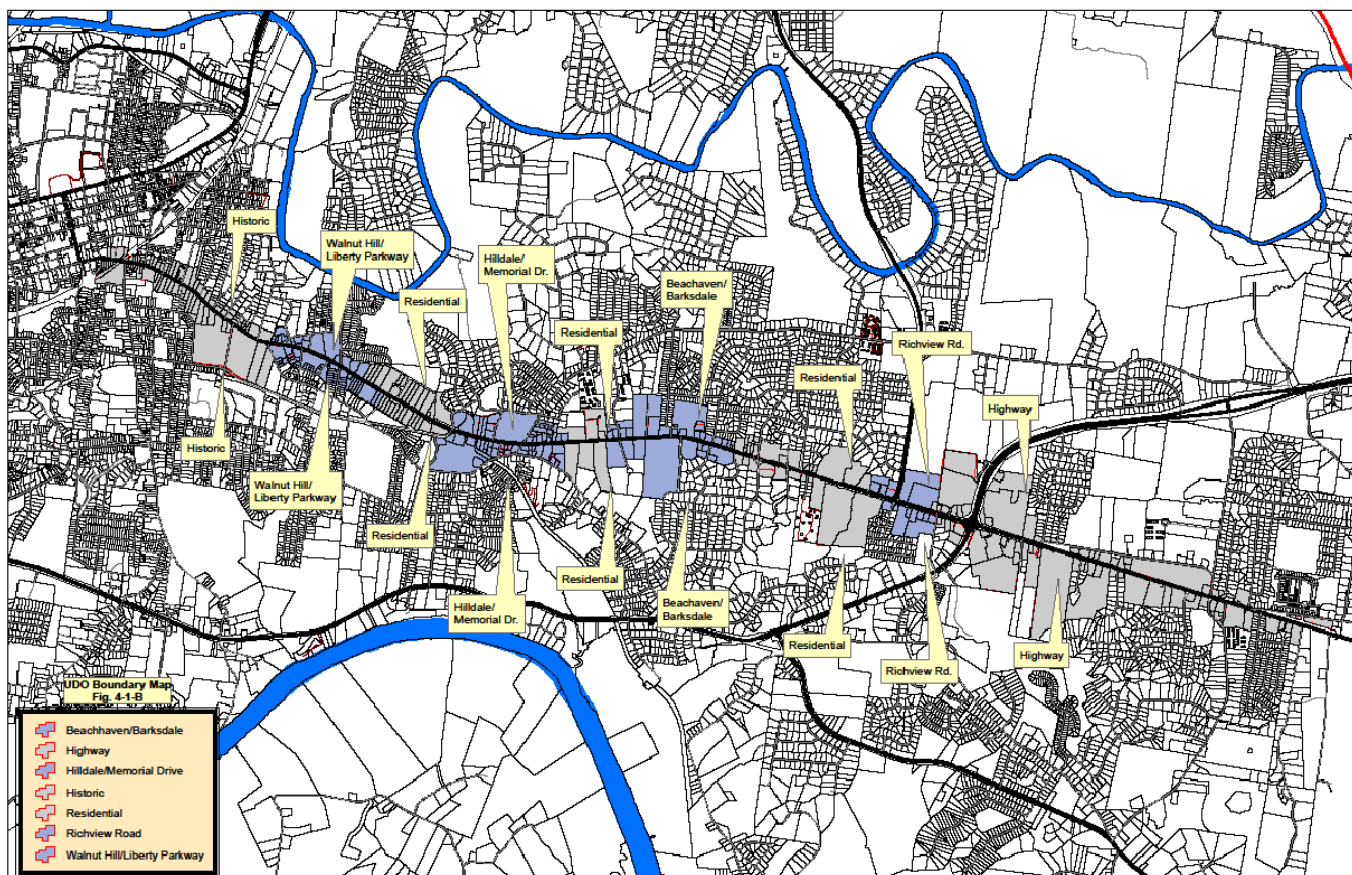 Historic
Walnut Hill/
Liberty Parkway
Hilldale/
Memorial Dr.
Residential
Beachaven/
Barksdale
Residential
Richview Rd.
Residential
Highway
Historic
Walnut Hill/
Liberty Parkway
Residential
Residential
Hilldale/
Memorial Dr.
Beachaven/
Barksdale
Residential
Richview Rd.
Highway
UDO Boundary Map
Fig. 4-1-B
Beachhaven/Barksdale
Highway
Hilldale/Memorial Drive
Historic
Residential
Richview Road
Walnut Hill/Liberty Parkway